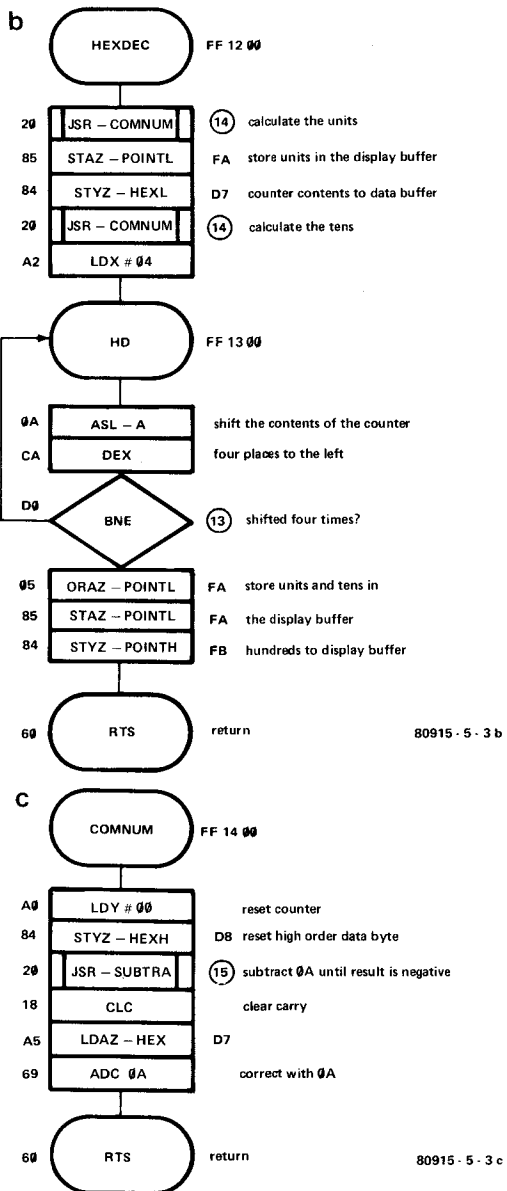 b
HEXDEC FF 12 00
20 JSR – COMNUM 14 calculate the units
85 STAZ – POINTL FA store units in the display buffer
84 STYZ – HEXL D7 counter contents to data buffer
20 JSR – COMNUM 14 calculate the tens
A2 LDX # 04
HD FF 13 00
0A ASL – A shift the contents of the counter
CA DEX four places to the left
D0 BNE 13 shifted four times?
05 ORAZ – POINTL FA store units and tens in
85 STAZ – POINTL FA the display buffer
84 STYZ – POINTH FB hundreds to display buffer
60 RTS return 80915 - 5 - 3 b
c
COMNUM FF 14 00
A0 LDY # 00 reset counter
84 STYZ – HEXH D8 reset high order data byte
20 JSR – SUBTRA 15 subtract 0A until result is negative
18 CLC clear carry
A5 LDAZ – HEX D7
69 ADC 0A correct with 0A
60 RTS return 80915 - 5 - 3 c